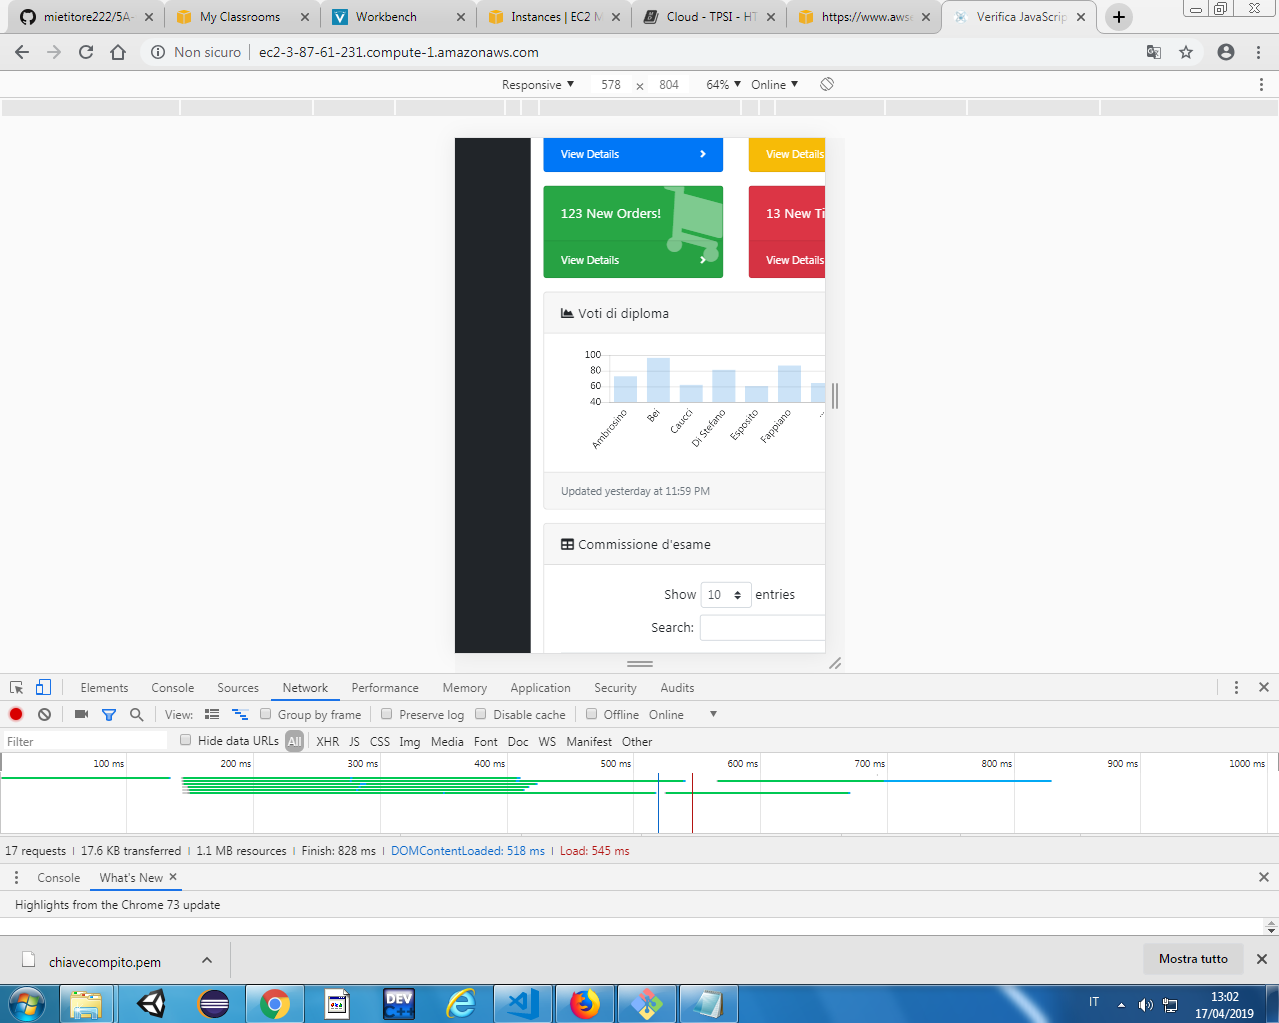 mietitore222/5A-
My Classrooms
Workbench
Instances | EC2 M
Cloud - TPSI - HT
https://www.awse
Verifica JavaScrip
Non sicuro
ec2-3-87-61-231.compute-1.amazonaws.com
Responsive 578 × 804 64% Online
View Details
View Details
123 New Orders!
13 New Ti
View Details
View Details
Voti di diploma
100
80
60
40
Ambrosino
Bei
Caucci
Di Stefano
Esposito
Fappiano
...
Updated yesterday at 11:59 PM
Commissione d'esame
Show 10 entries
Search:
Elements Console Sources Network Performance Memory Application Security Audits
View: Group by frame Preserve log Disable cache Offline Online
Filter Hide data URLs All XHR JS CSS Img Media Font Doc WS Manifest Other
100 ms 200 ms 300 ms 400 ms 500 ms 600 ms 700 ms 800 ms 900 ms 1000 ms
17 requests | 17.6 KB transferred | 1.1 MB resources | Finish: 828 ms | DOMContentLoaded: 518 ms | Load: 545 ms
Console What's New
Highlights from the Chrome 73 update
chiavecompito.pem
Mostra tutto
DEV C++
IT
13:02
17/04/2019